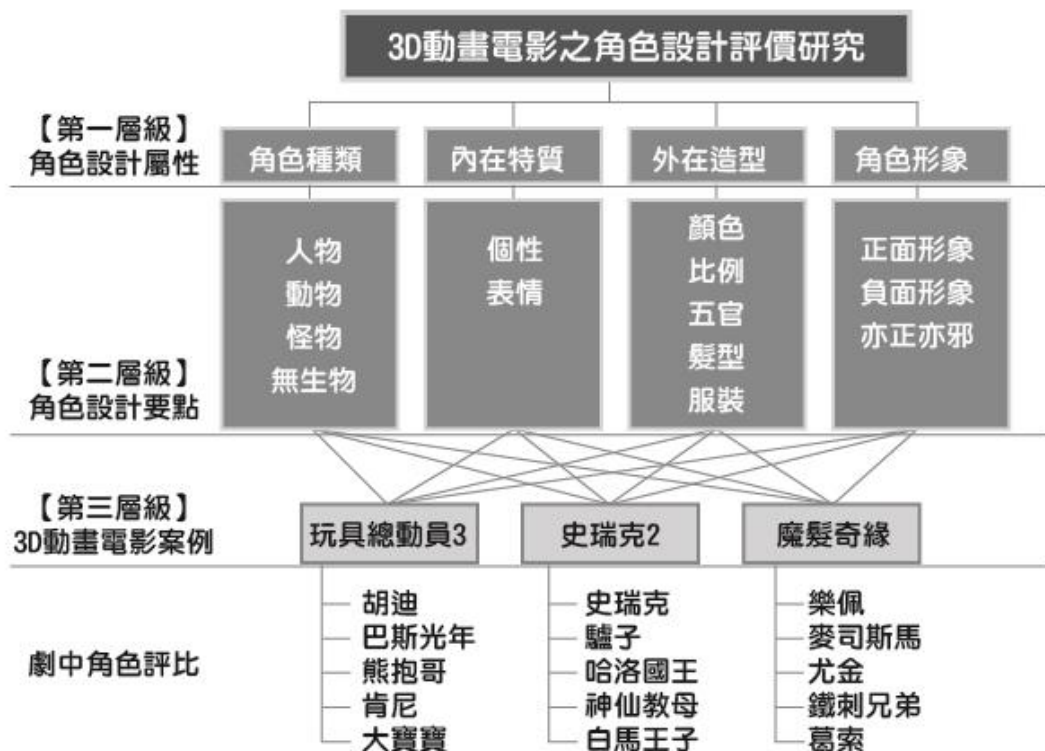 3D動畫電影之角色設計評價研究
【第一層級】
角色設計屬性
角色種類
內在特質
外在造型
角色形象
【第二層級】
角色設計要點
人物
動物
怪物
無生物
個性
表情
顏色
比例
五官
髮型
服裝
正面形象
負面形象
亦正亦邪
【第三層級】
3D動畫電影案例
玩具總動員3
史瑞克2
魔髮奇緣
劇中角色評比
胡迪
巴斯光年
熊抱哥
肯尼
大寶寶
史瑞克
驢子
哈洛國王
神仙教母
白馬王子
樂佩
麥司斯馬
尤金
鐵刺兄弟
葛索